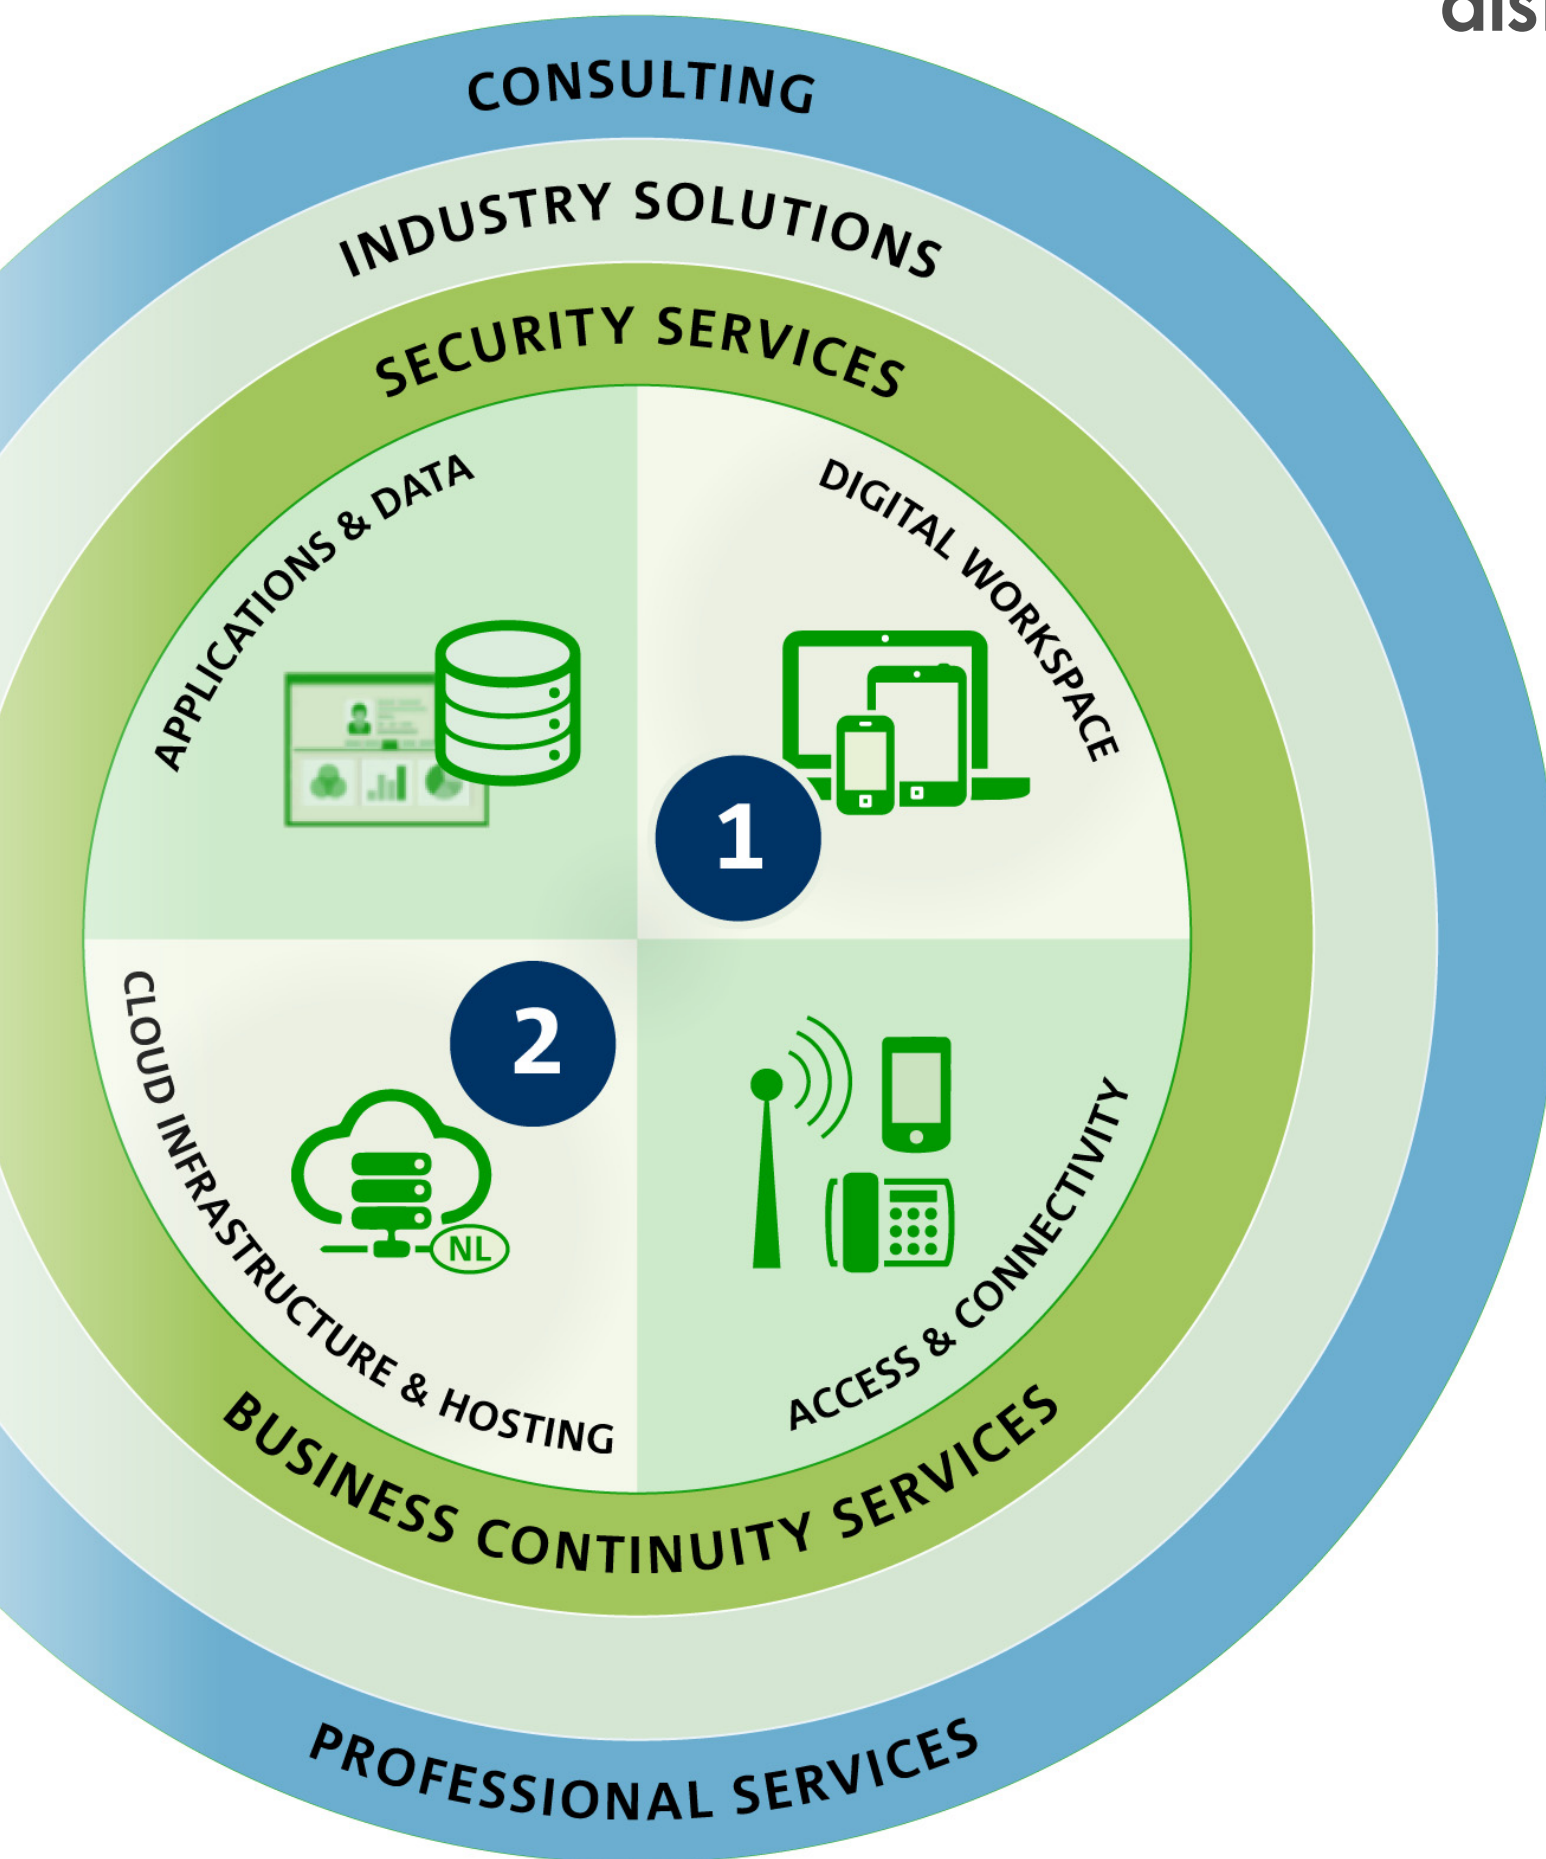 CONSULTING
INDUSTRY SOLUTIONS
SECURITY SERVICES
APPLICATIONS & DATA
DIGITAL WORKSPACE
1
2
CLOUD INFRASTRUCTURE & HOSTING
NL
ACCESS & CONNECTIVITY
BUSINESS CONTINUITY SERVICES
PROFESSIONAL SERVICES